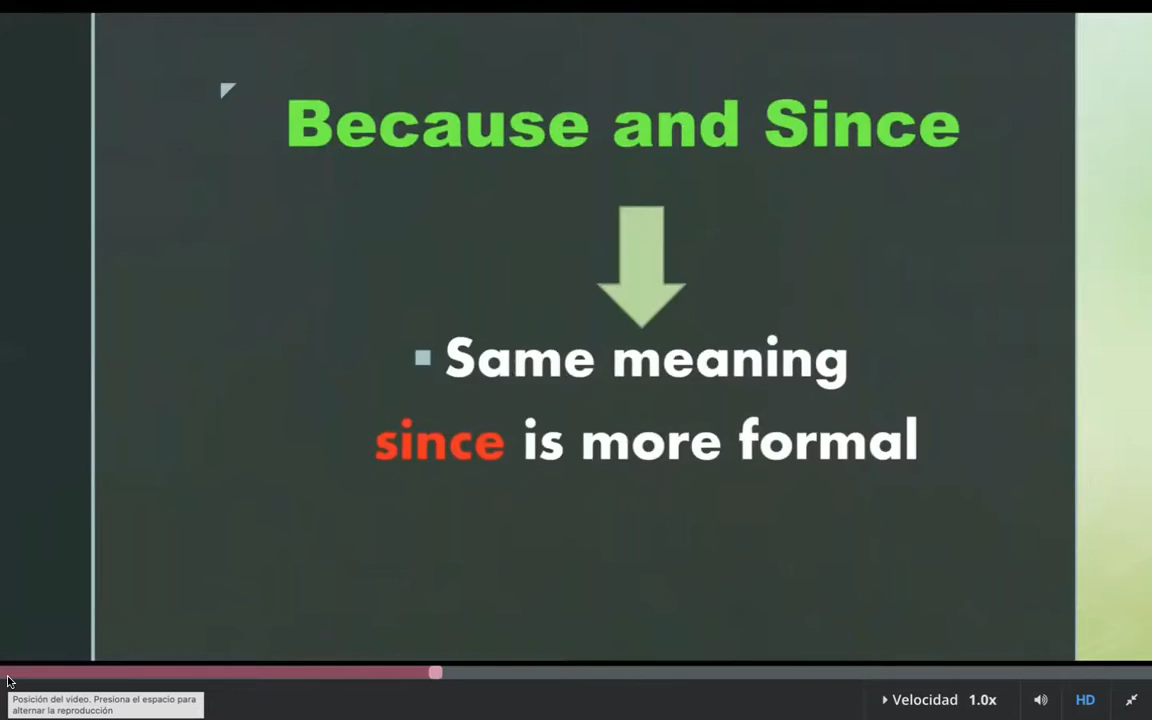 Because and Since
Same meaning
since is more formal
Posición del video. Presiona el espacio para
alternar la reproducción
Velocidad 1.0x
HD